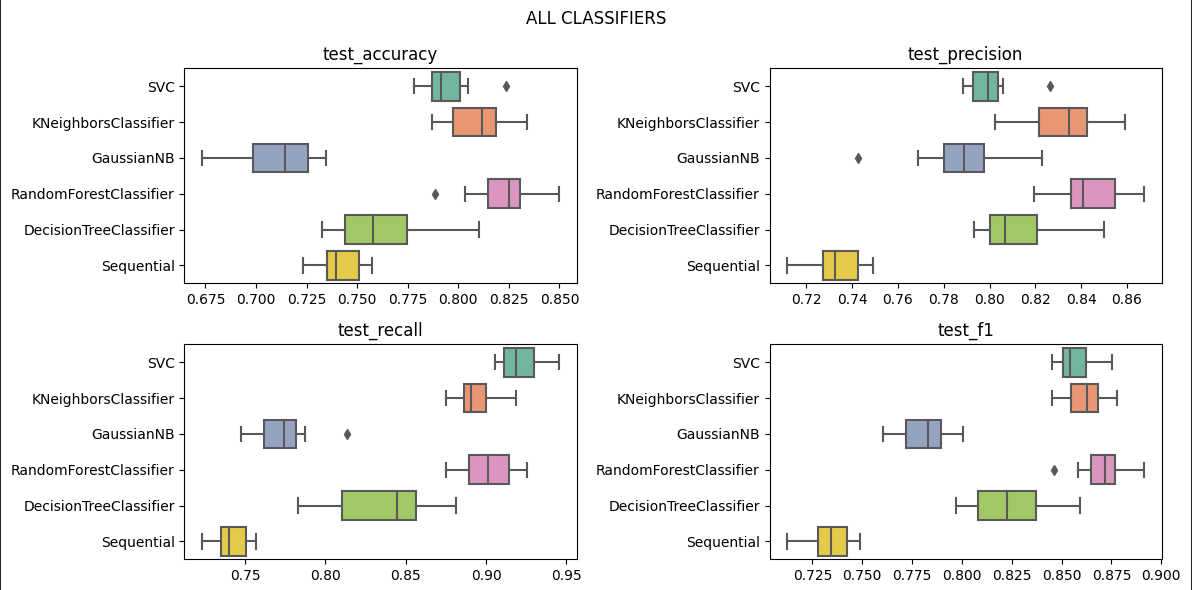 ALL CLASSIFIERS
test_accuracy
SVC
KNeighborsClassifier
GaussianNB
RandomForestClassifier
DecisionTreeClassifier
Sequential
0.675 0.700 0.725 0.750 0.775 0.800 0.825 0.850
test_precision
SVC
KNeighborsClassifier
GaussianNB
RandomForestClassifier
DecisionTreeClassifier
Sequential
0.72 0.74 0.76 0.78 0.80 0.82 0.84 0.86
test_recall
SVC
KNeighborsClassifier
GaussianNB
RandomForestClassifier
DecisionTreeClassifier
Sequential
0.75 0.80 0.85 0.90 0.95
test_f1
SVC
KNeighborsClassifier
GaussianNB
RandomForestClassifier
DecisionTreeClassifier
Sequential
0.725 0.750 0.775 0.800 0.825 0.850 0.875 0.900